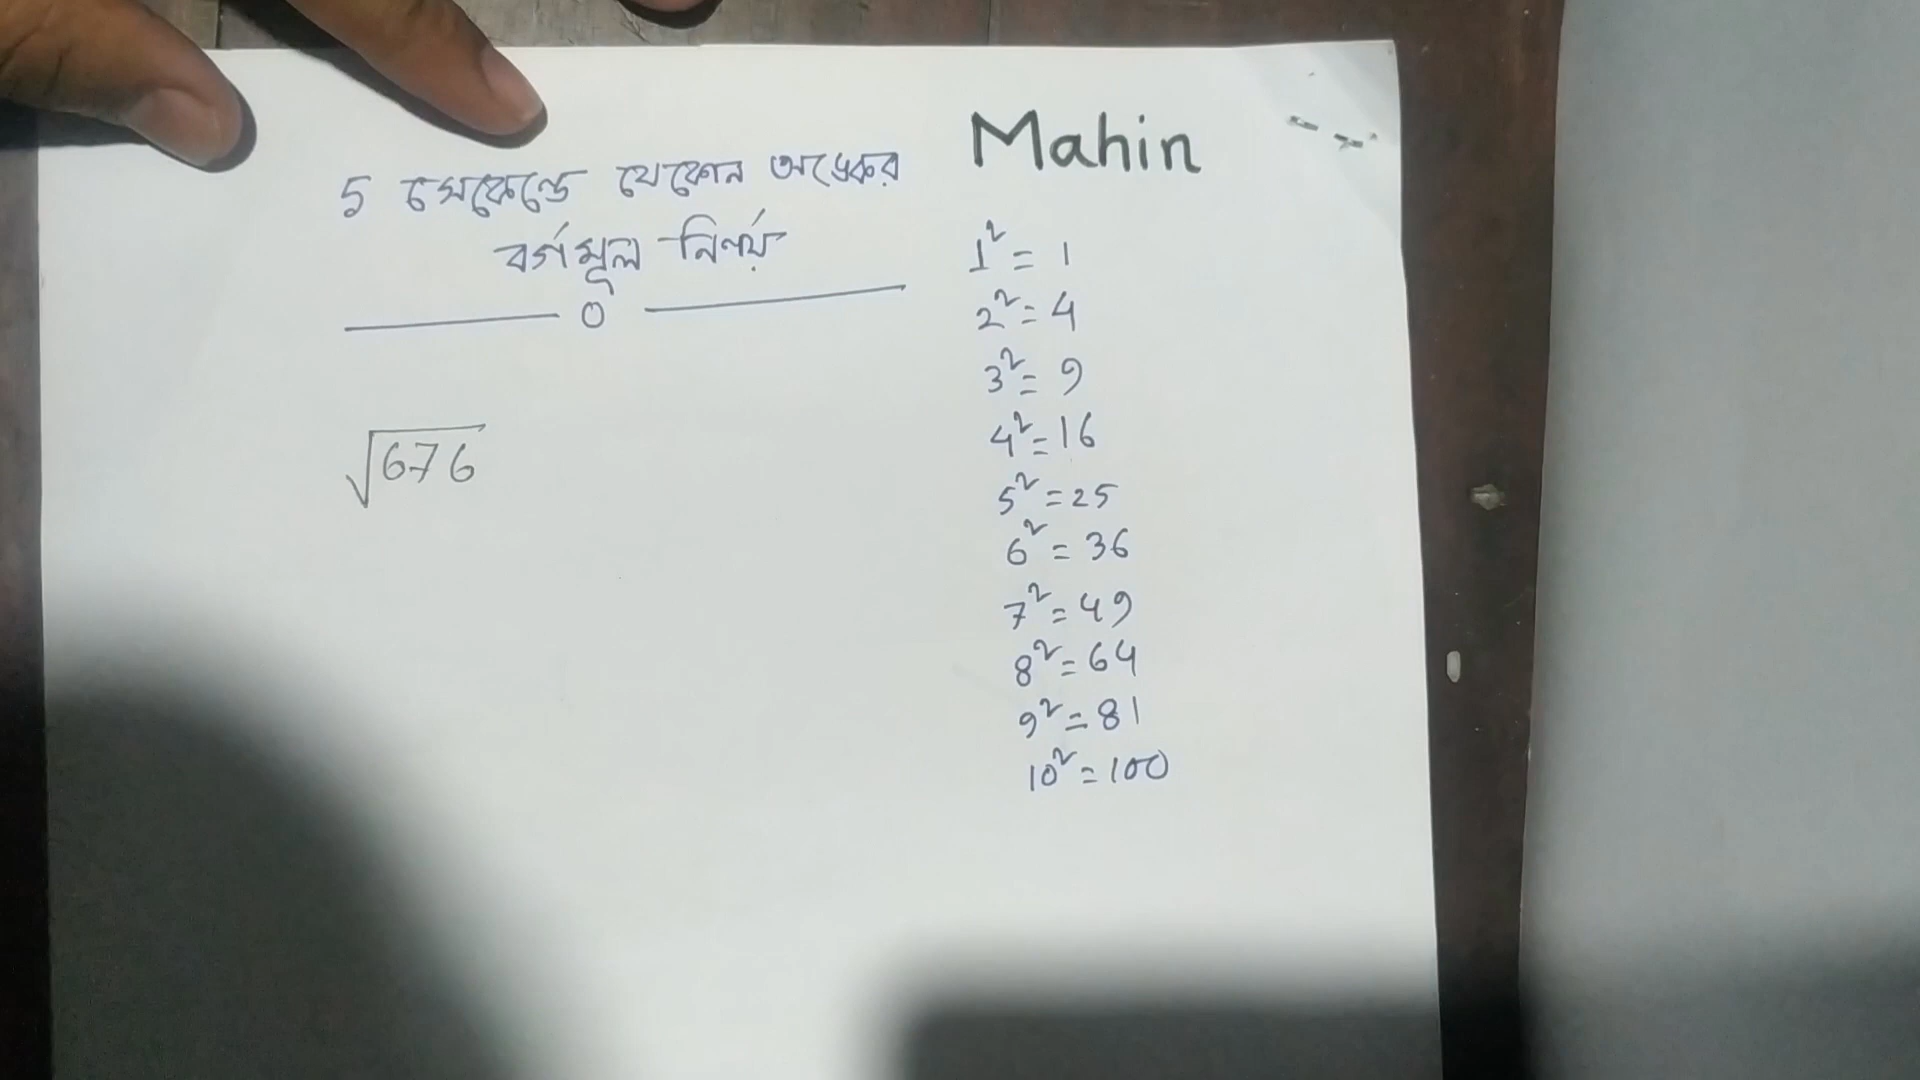 5 সেকেন্ডে যেকোন অঙ্কের
বর্গমূল নির্ণয়
0
√676
Mahin
1² = 1
2² = 4
3² = 9
4² = 16
5² = 25
6² = 36
7² = 49
8² = 64
9² = 81
10² = 100